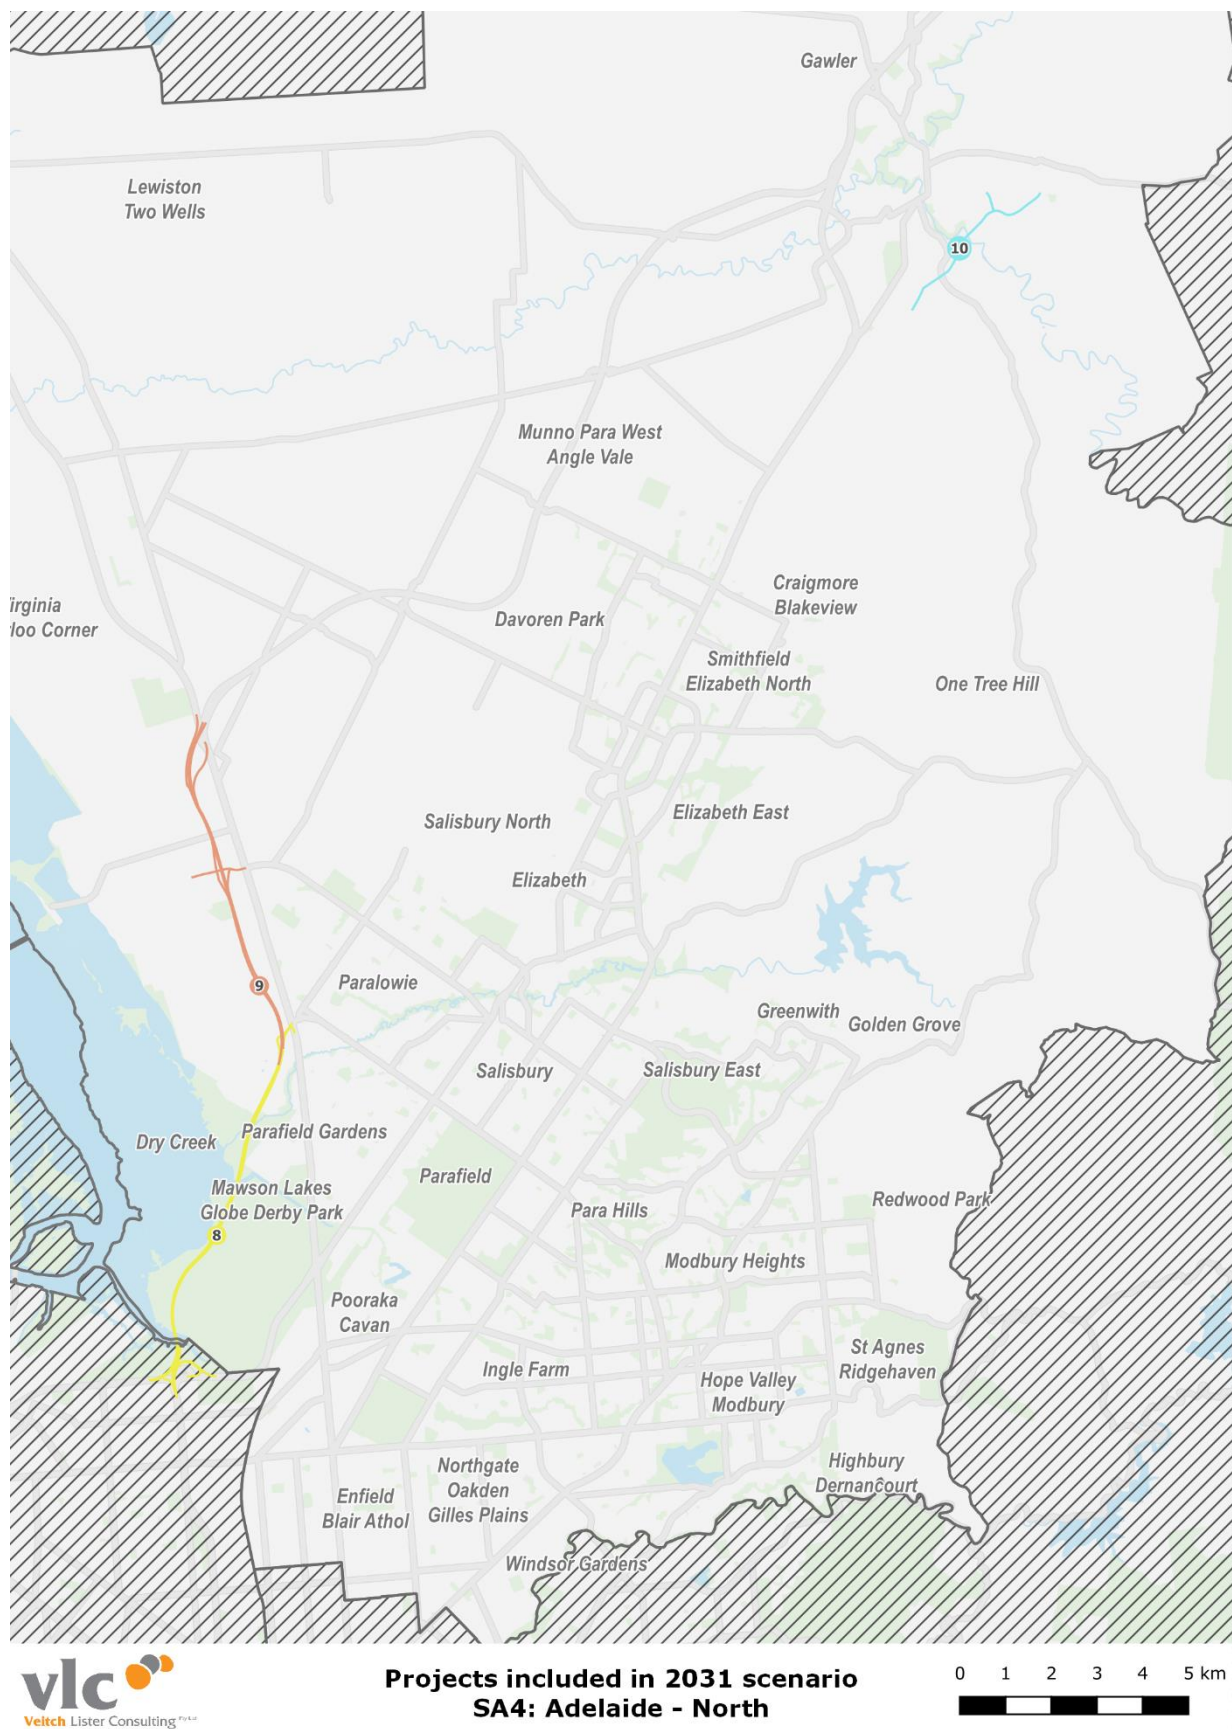 Gawler
Lewiston
Two Wells
10
Munno Para West
Angle Vale
Craigmore
Blakeview
irginia
loo Corner
Davoren Park
Smithfield
Elizabeth North
One Tree Hill
Salisbury North
Elizabeth East
Elizabeth
9
Paralowie
Greenwith
Golden Grove
Salisbury
Salisbury East
Dry Creek
Parafield Gardens
Parafield
Mawson Lakes
Globe Derby Park
Redwood Park
Para Hills
8
Modbury Heights
Pooraka
Cavan
St Agnes
Ridgehaven
Ingle Farm
Hope Valley
Modbury
Highbury
Dernancourt
Northgate
Oakden
Gilles Plains
Enfield
Blair Athol
Windsor Gardens
vlc
Veitch Lister Consulting Pty Ltd
Projects included in 2031 scenario
SA4: Adelaide - North
0 1 2 3 4 5 km